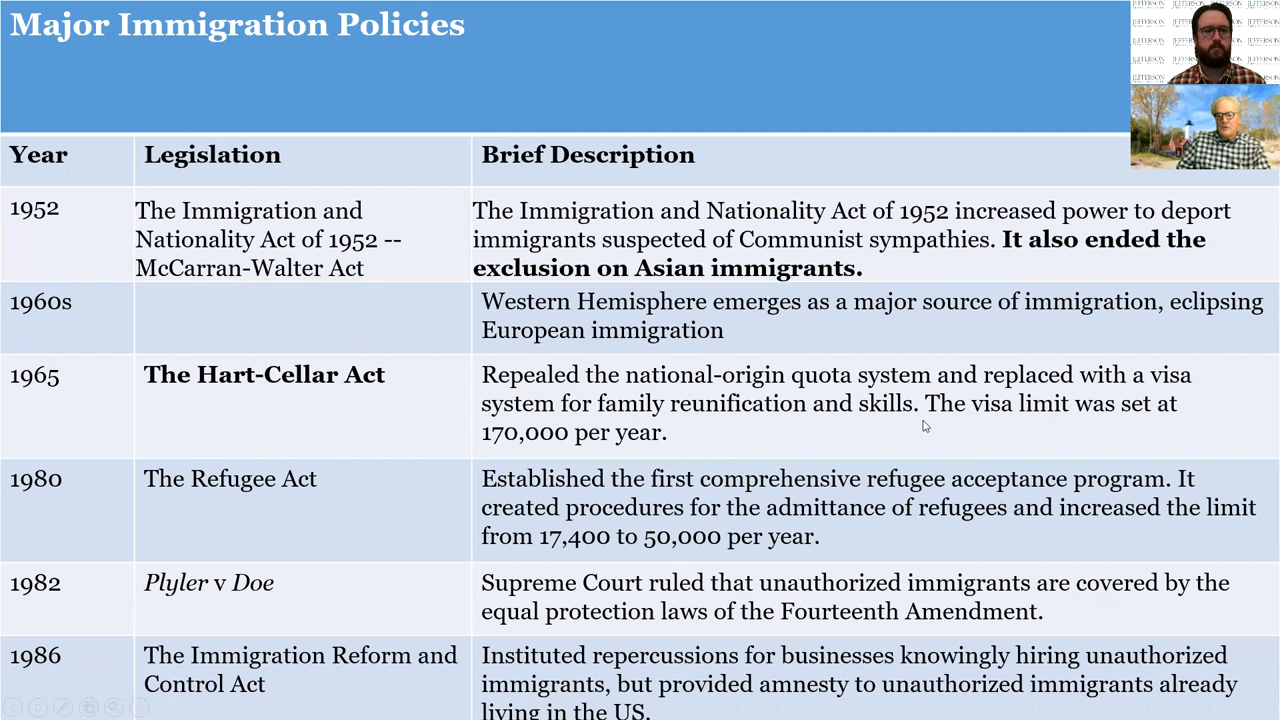 Major Immigration Policies
JEFFERSON
Year Legislation Brief Description
1952
The Immigration and
Nationality Act of 1952 --
McCarran-Walter Act
The Immigration and Nationality Act of 1952 increased power to deport
immigrants suspected of Communist sympathies. It also ended the
exclusion on Asian immigrants.
1960s
Western Hemisphere emerges as a major source of immigration, eclipsing
European immigration
1965
The Hart-Cellar Act
Repealed the national-origin quota system and replaced with a visa
system for family reunification and skills. The visa limit was set at
170,000 per year.
1980
The Refugee Act
Established the first comprehensive refugee acceptance program. It
created procedures for the admittance of refugees and increased the limit
from 17,400 to 50,000 per year.
1982
Plyler v Doe
Supreme Court ruled that unauthorized immigrants are covered by the
equal protection laws of the Fourteenth Amendment.
1986
The Immigration Reform and
Control Act
Instituted repercussions for businesses knowingly hiring unauthorized
immigrants, but provided amnesty to unauthorized immigrants already
living in the US.